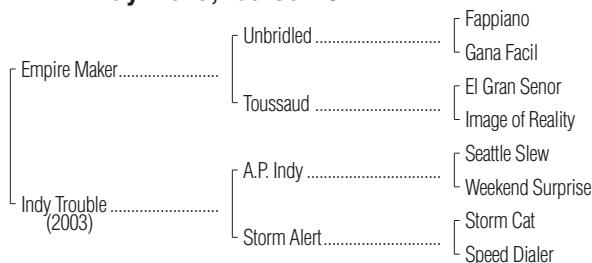 Fappiano
Unbridled
Gana Facil
Empire Maker
El Gran Senor
Toussaud
Image of Reality
Seattle Slew
A.P. Indy
Weekend Surprise
Indy Trouble
(2003)
Storm Cat
Storm Alert
Speed Dialer